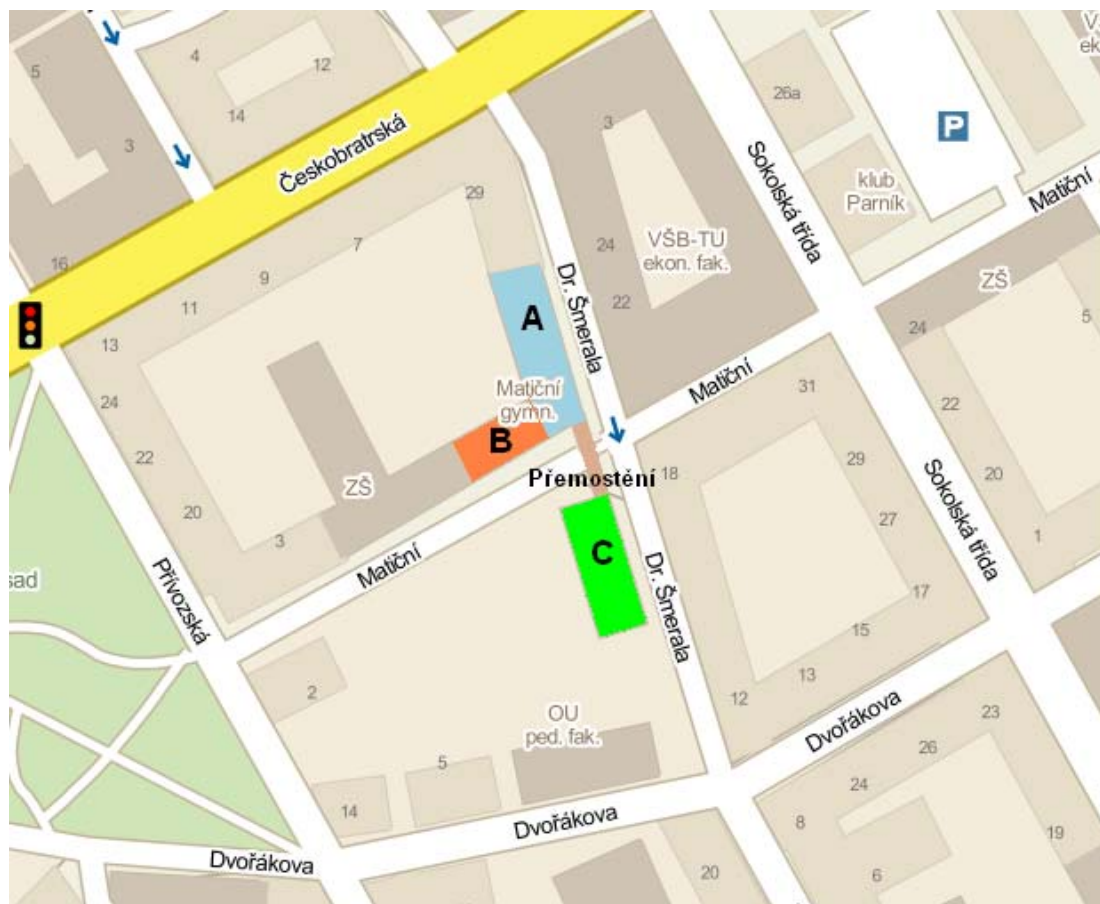 5
4
12
14
3
Českobratrská
16
29
7
9
11
13
24
22
20
3
ZŠ
A
B
Matiční
gymn.
Přemostění
C
Dr. Šmerala
3
24
22
VŠB-TU
ekon. fak.
Sokolská třída
26a
klub
Parník
P
Matiční
ZŠ
24
5
22
20
1
Matiční
31
29
27
18
17
15
13
12
Sokolská třída
Dr. Šmerala
Matiční
Přívozská
sad
2
OU
ped. fak.
5
14
Dvořákova
Dvořákova
Dvořákova
23
26
24
8
6
19
20